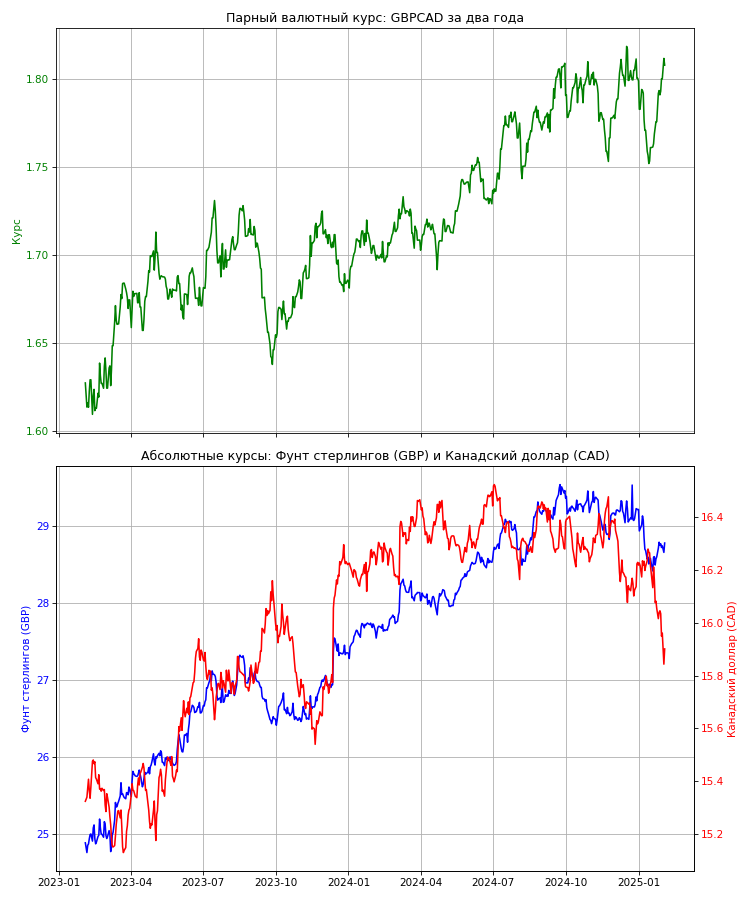 Парный валютный курс: GBPCAD за два года
1.80
1.75
1.70
1.65
1.60
Курс
Абсолютные курсы: Фунт стерлингов (GBP) и Канадский доллар (CAD)
29
28
27
26
25
Фунт стерлингов (GBP)
16.4
16.2
16.0
15.8
15.6
15.4
15.2
Канадский доллар (CAD)
2023-01 2023-04 2023-07 2023-10 2024-01 2024-04 2024-07 2024-10 2025-01